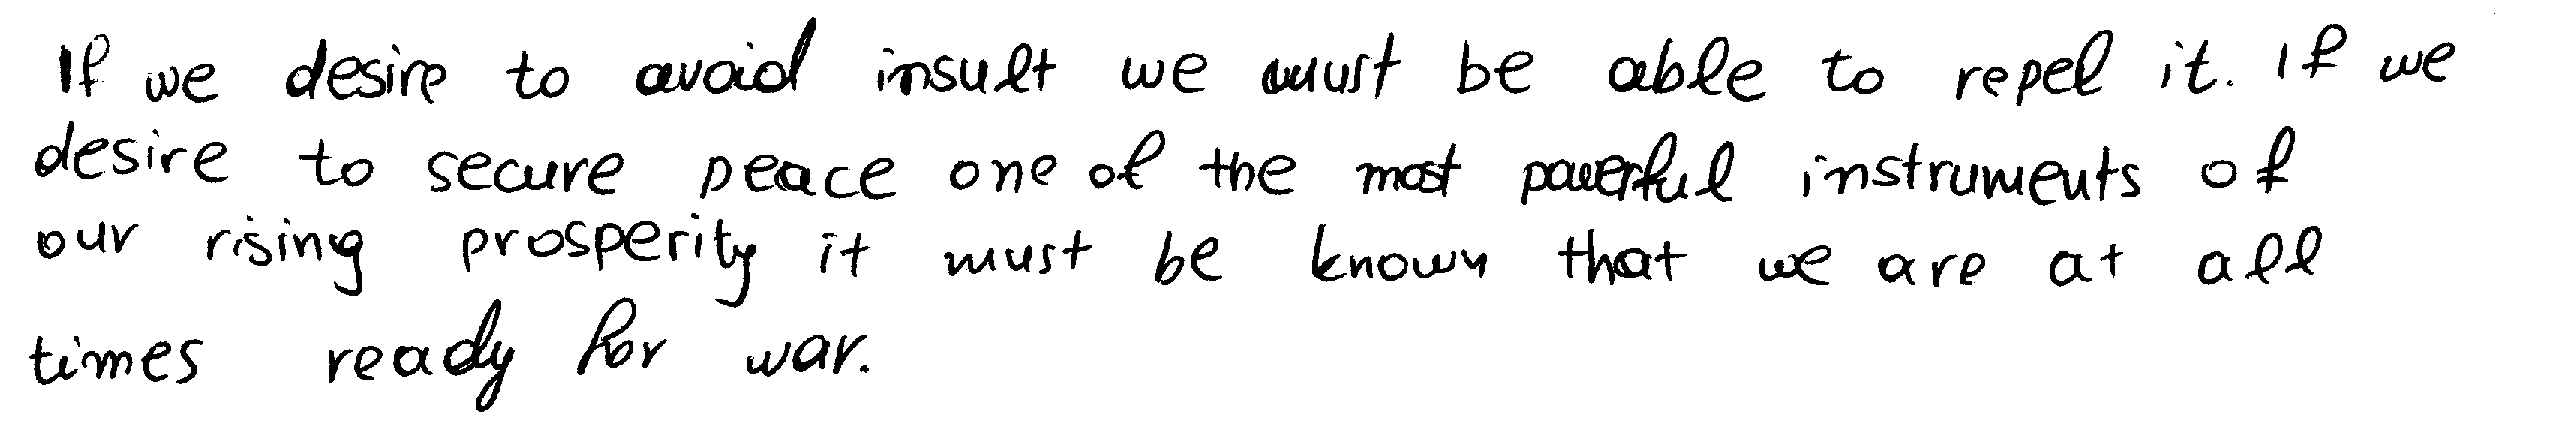 If we desire to avoid insult we must be able to repel it. If we
desire to secure peace one of the most powerful instruments of
our rising prosperity it must be known that we are at all
times ready for war.